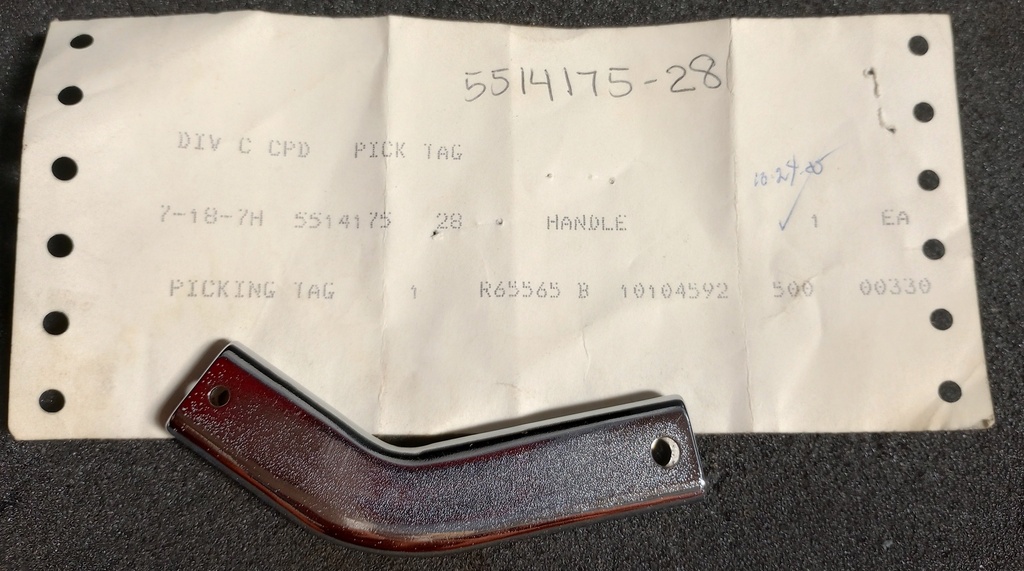 5514175-28
DIV C CPD PICK TAG
10-24-85
7-18-7H 5514175 28 HANDLE ✓ 1 EA
PICKING TAG 1 R65565 B 10104592 500 00330